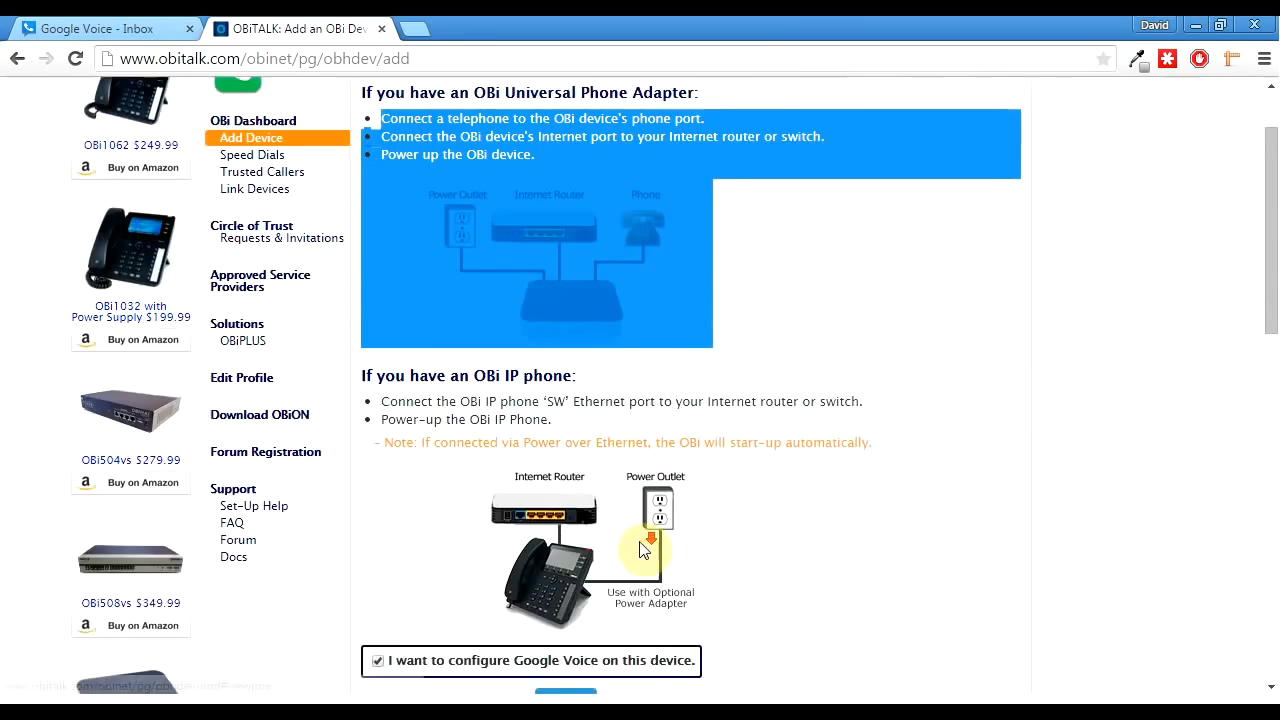 Google Voice - Inbox
OBiTALK: Add an OBi Dev
David
www.obitalk.com/obinet/pg/obhdev/add
OBi1062 $249.99
Buy on Amazon
OBi1032 with
Power Supply $199.99
Buy on Amazon
OBi504vs $279.99
Buy on Amazon
OBi508vs $349.99
Buy on Amazon
OBi Dashboard
Add Device
Speed Dials
Trusted Callers
Link Devices
Circle of Trust
Requests & Invitations
Approved Service
Providers
Solutions
OBiPLUS
Edit Profile
Download OBiON
Forum Registration
Support
Set-Up Help
FAQ
Forum
Docs
If you have an OBi Universal Phone Adapter:
Connect a telephone to the OBi device's phone port.
Connect the OBi device's Internet port to your Internet router or switch.
Power up the OBi device.
Power Outlet Internet Router Phone
If you have an OBi IP phone:
Connect the OBi IP phone ‘SW’ Ethernet port to your Internet router or switch.
Power-up the OBi IP Phone.
- Note: If connected via Power over Ethernet, the OBi will start-up automatically.
Internet Router Power Outlet
Use with Optional
Power Adapter
I want to configure Google Voice on this device.